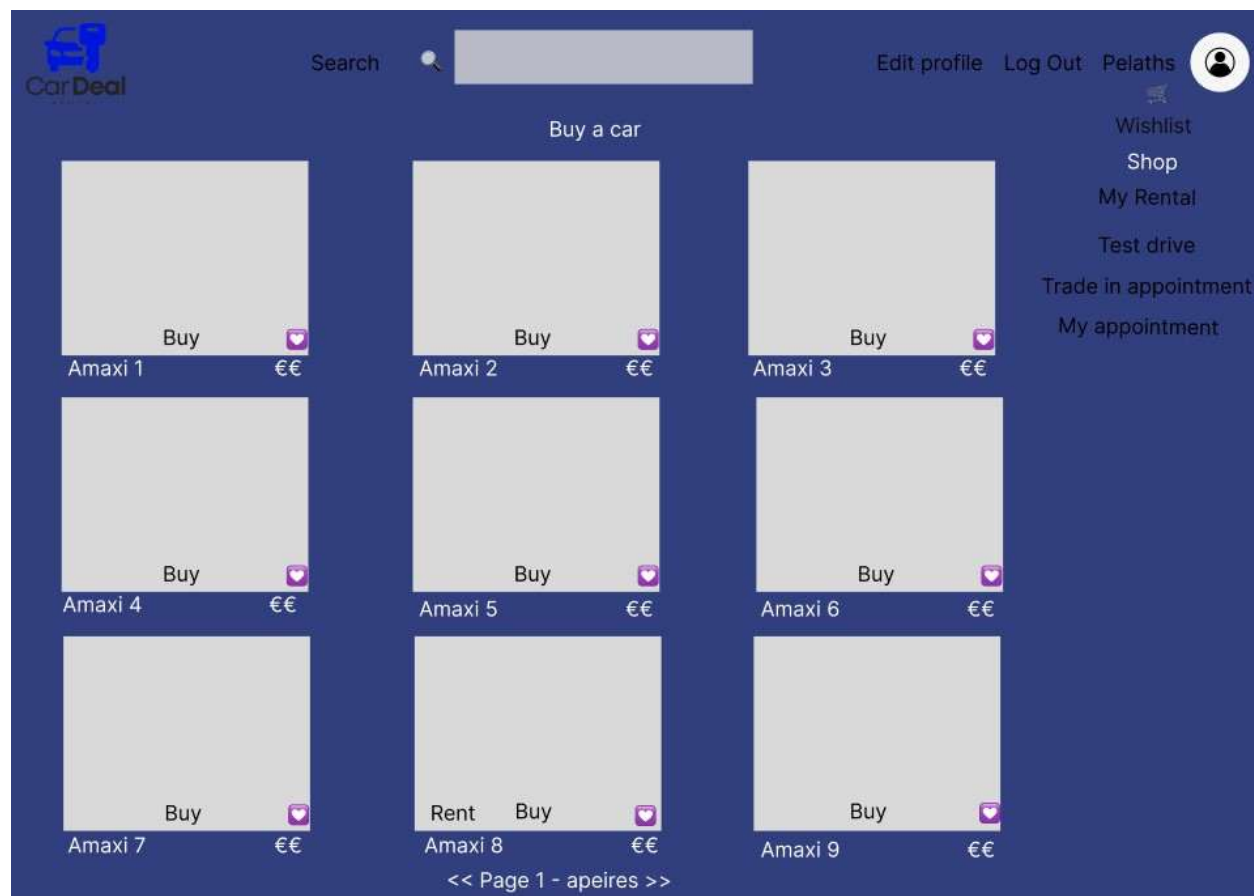 CarDeal
Search
Edit profile Log Out Pelaths
Buy a car
Wishlist
Shop
My Rental
Test drive
Trade in appointment
My appointment
Buy Buy Buy
Amaxi 1 €€ Amaxi 2 €€ Amaxi 3 €€
Buy Buy Buy
Amaxi 4 €€ Amaxi 5 €€ Amaxi 6 €€
Buy Rent Buy Buy
Amaxi 7 €€ Amaxi 8 €€ Amaxi 9 €€
<< Page 1 - apeires >>